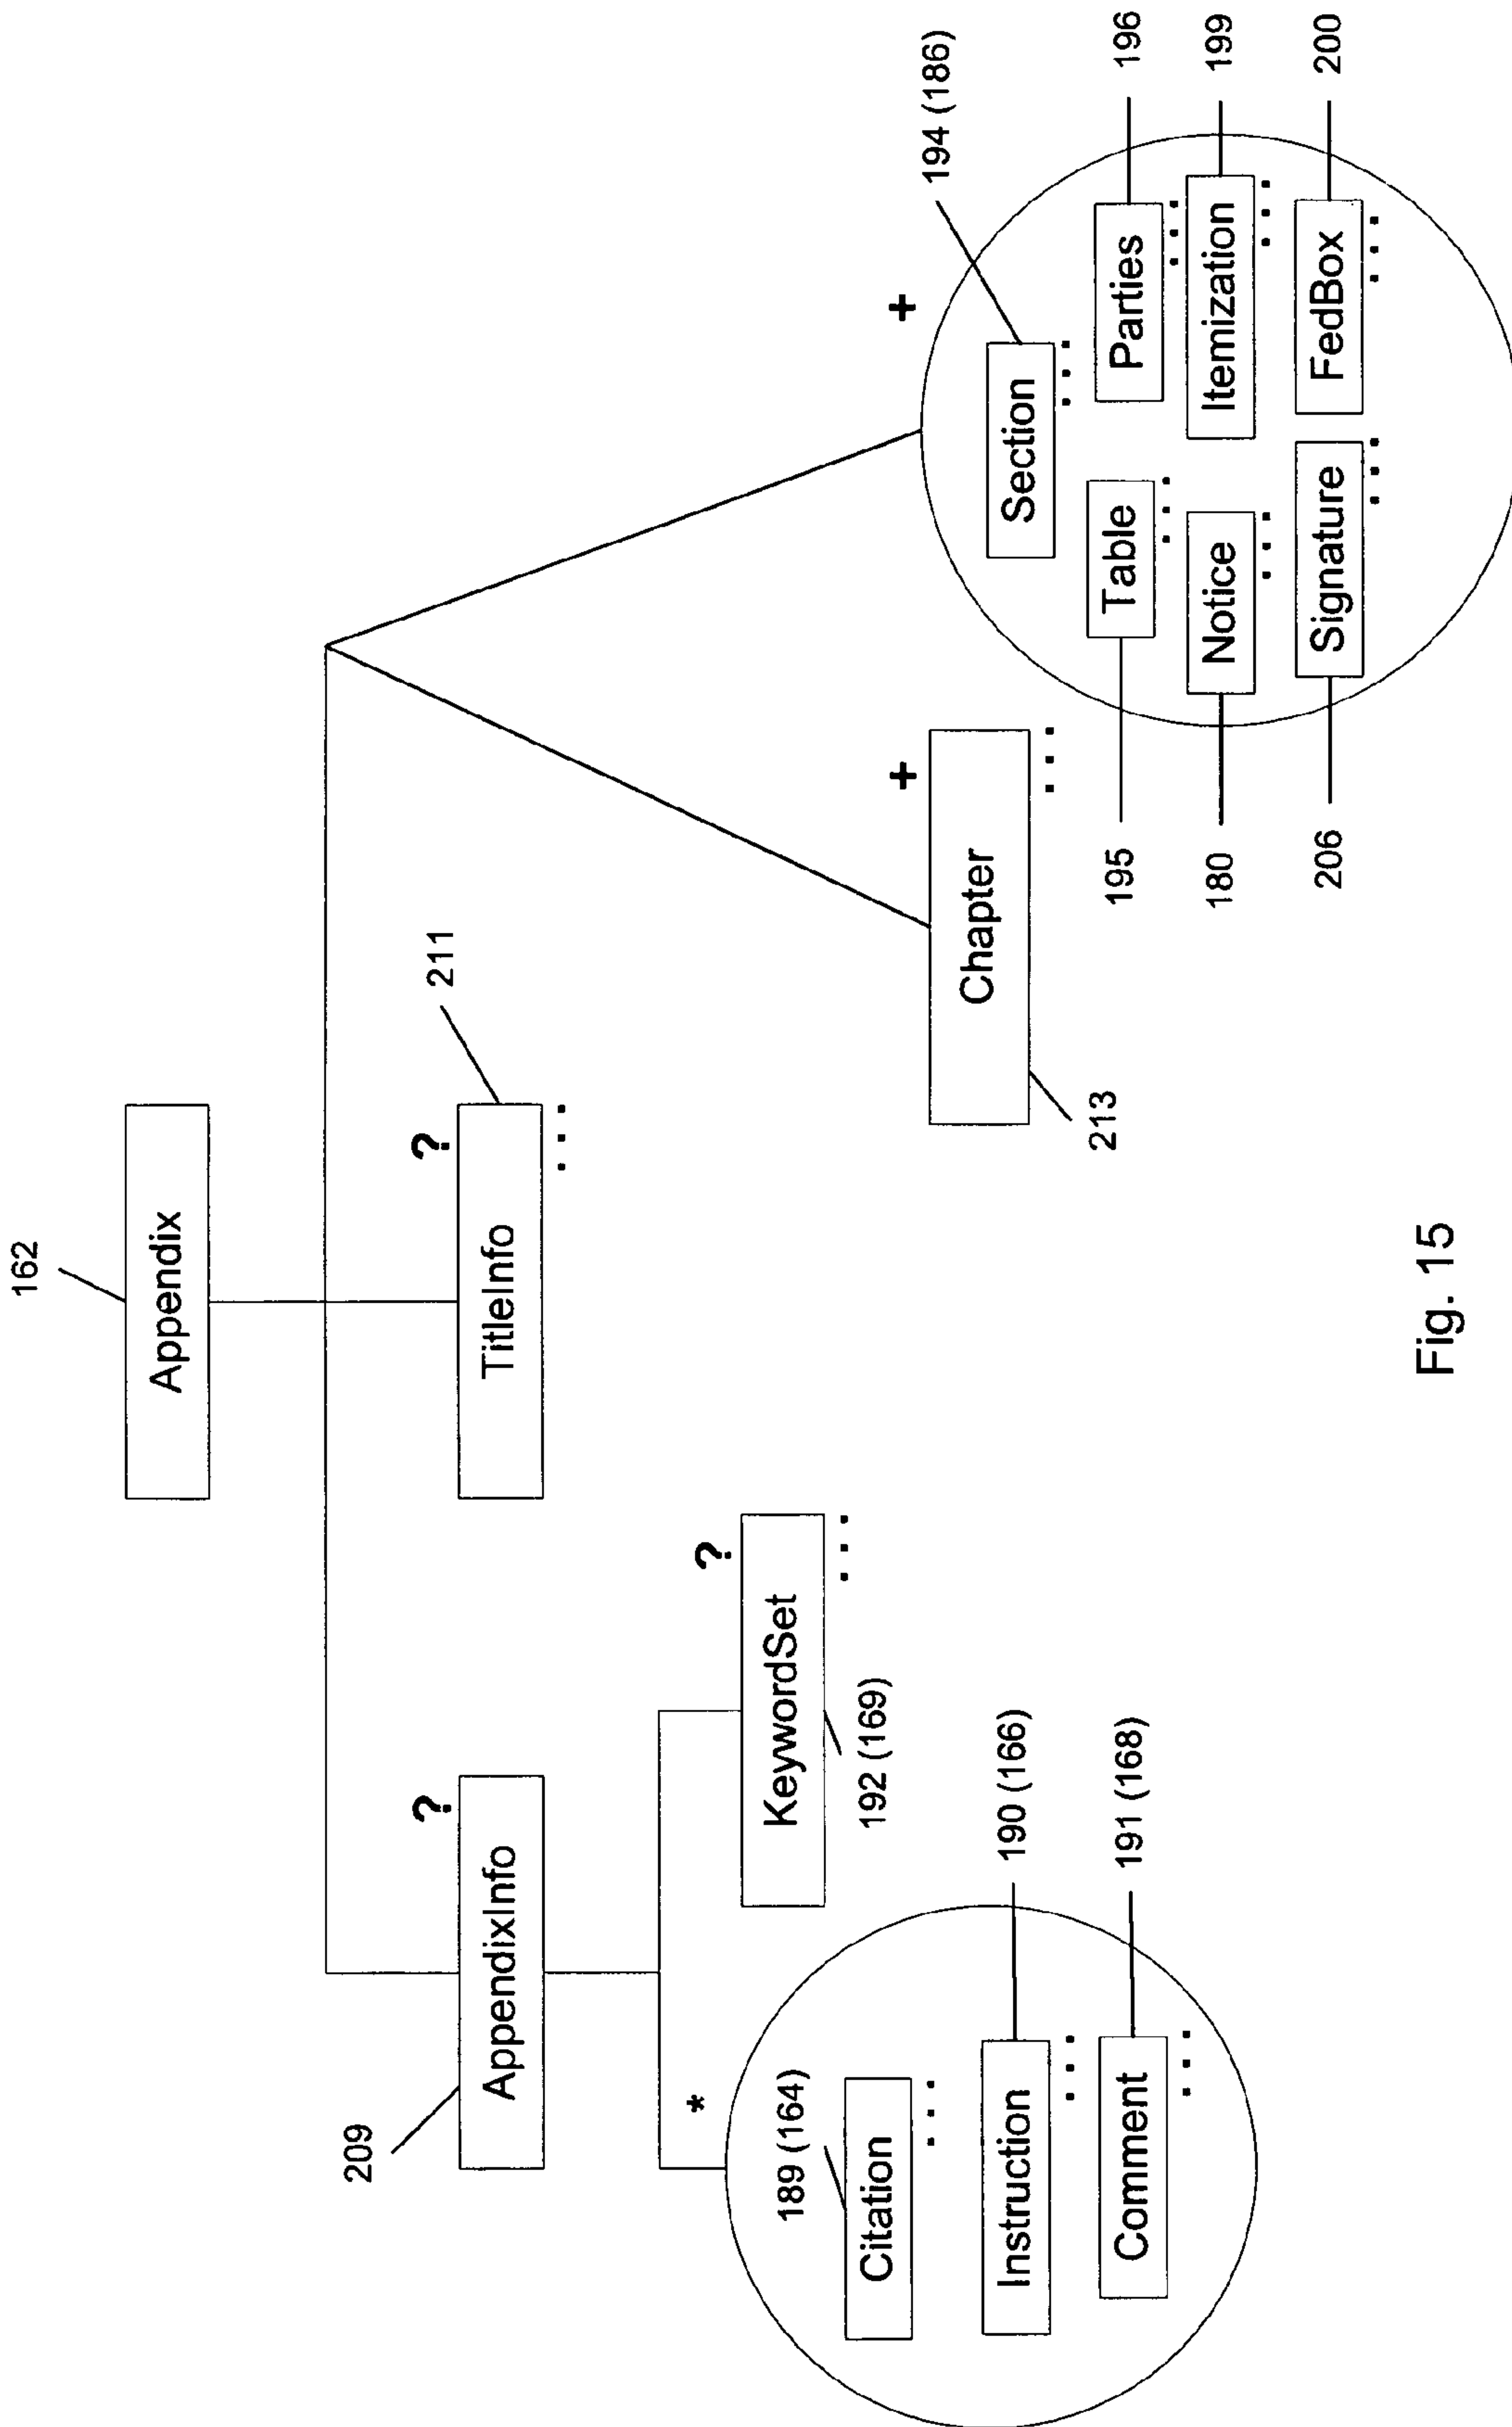 162
Appendix
209
AppendixInfo
?
TitleInfo
?
211
...
*
KeywordSet
?
...
192 (169)
189 (164)
Citation
...
Instruction
...
190 (166)
Comment
...
191 (168)
Chapter
+
...
213
+
194 (186)
Section
...
195
Table
...
Parties
...
196
180
Notice
...
Itemization
...
199
206
Signature
...
FedBox
...
200
Fig. 15